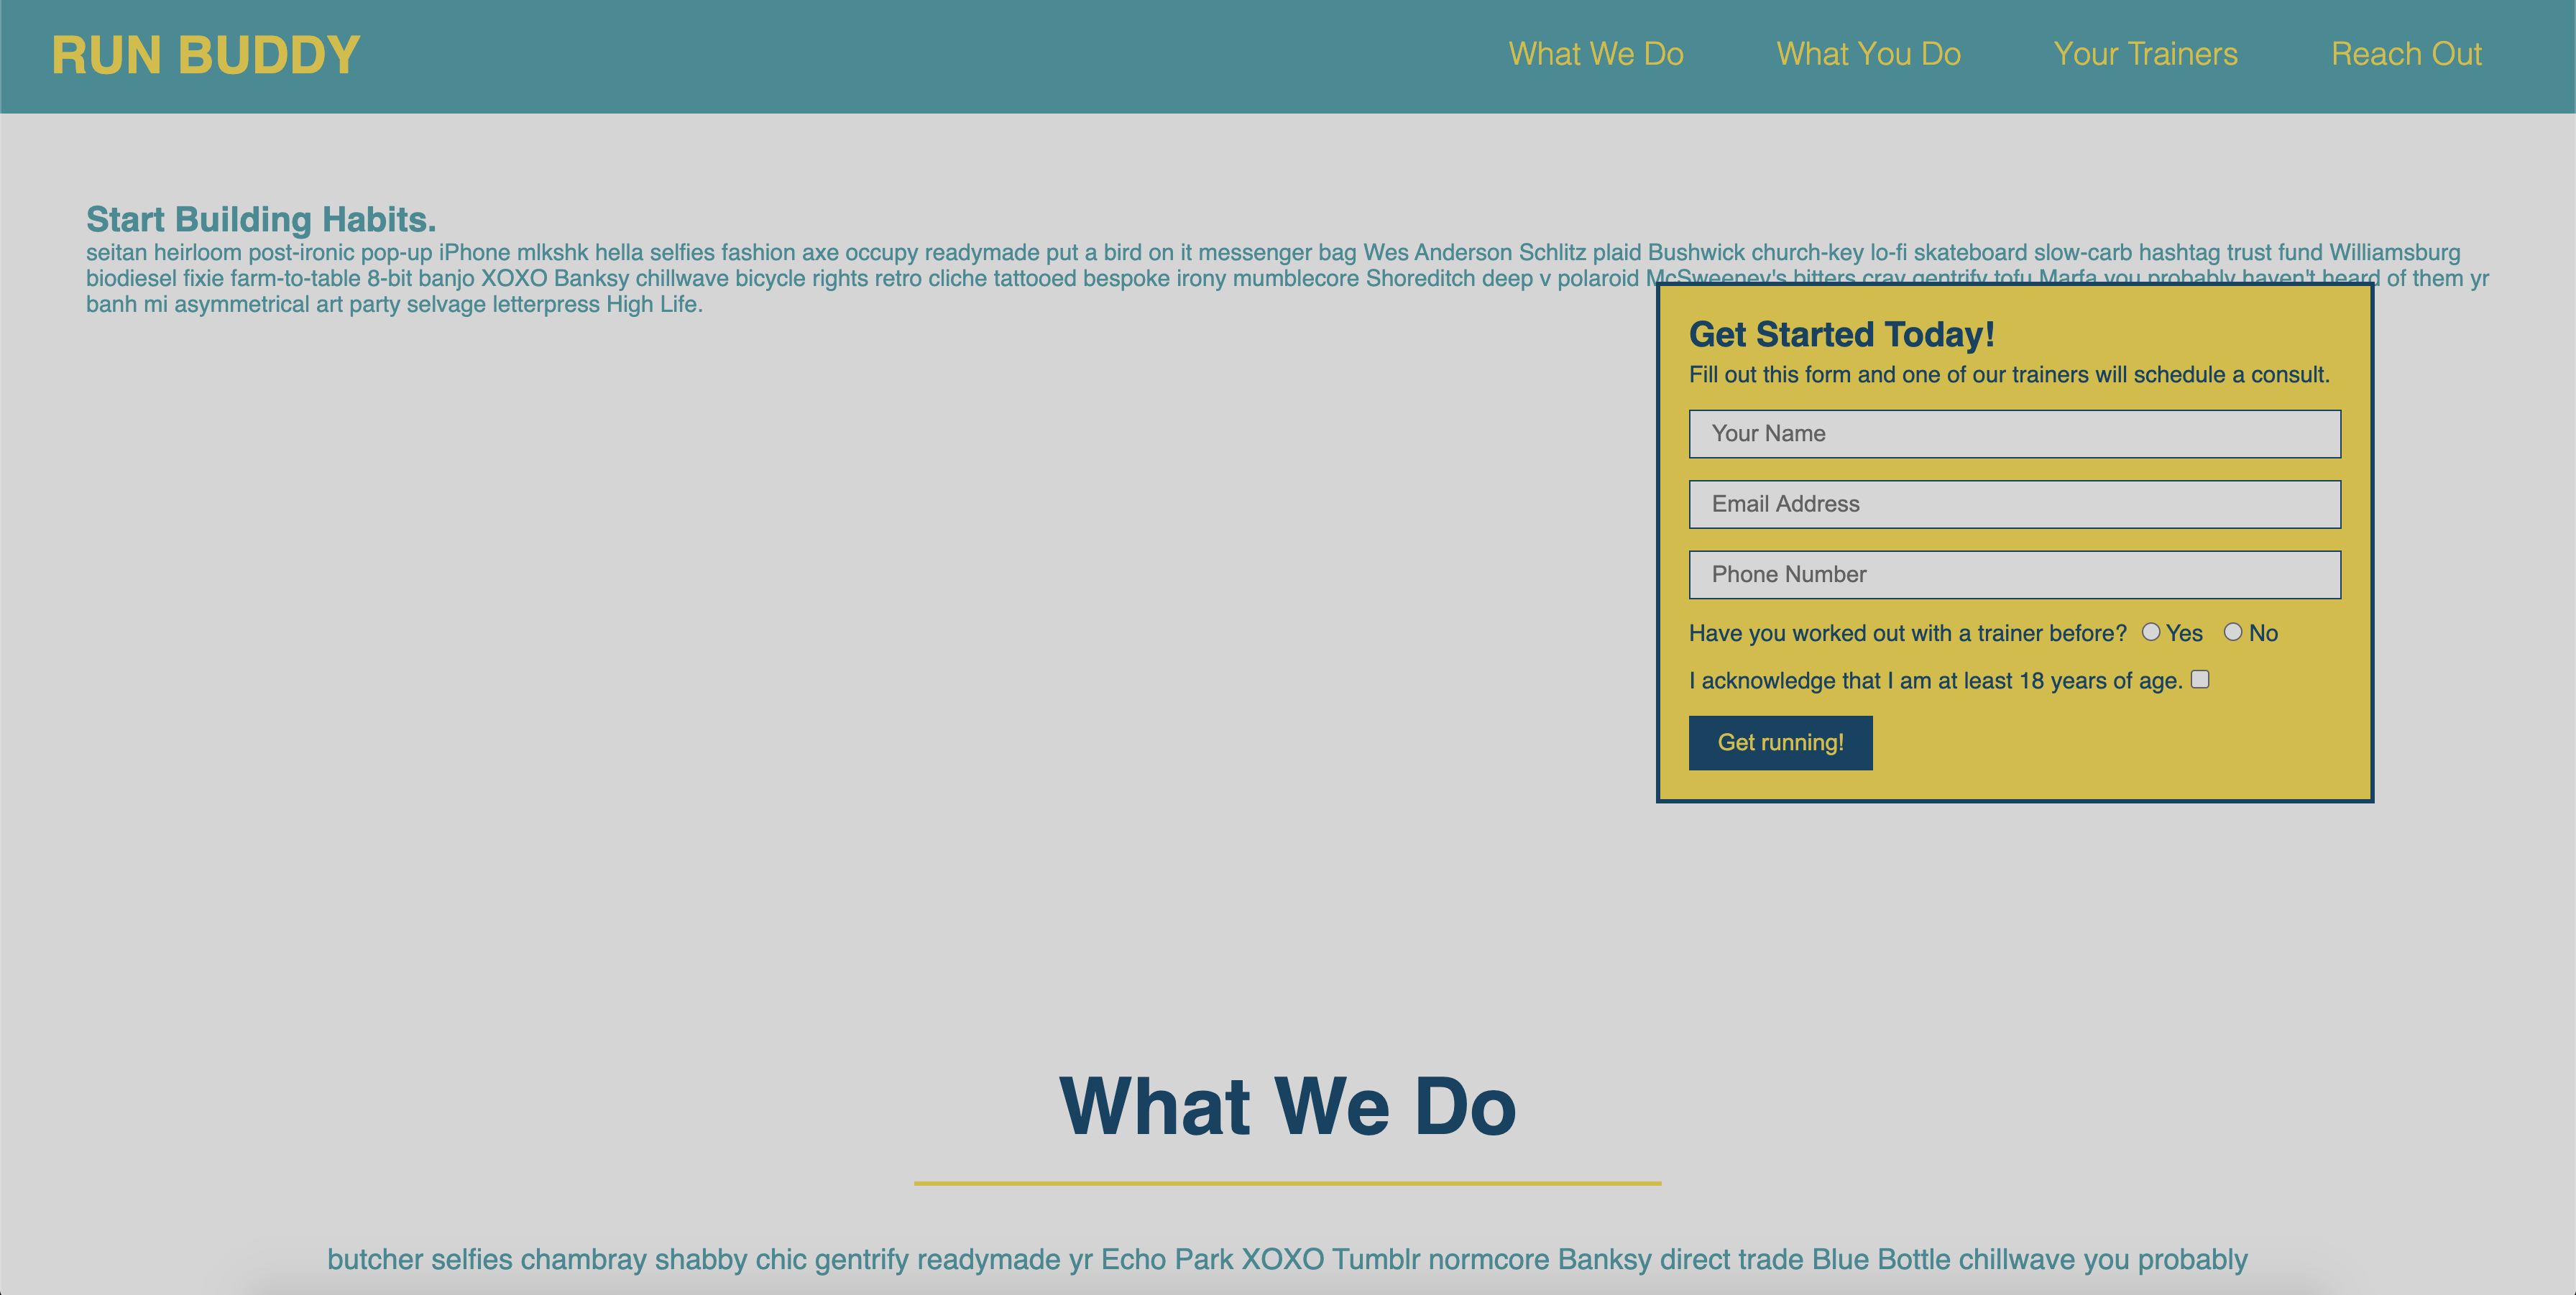 RUN BUDDY
What We Do
What You Do
Your Trainers
Reach Out
Start Building Habits.
seitan heirloom post-ironic pop-up iPhone mlkshk hella selfies fashion axe occupy readymade put a bird on it messenger bag Wes Anderson Schlitz plaid Bushwick church-key lo-fi skateboard slow-carb hashtag trust fund Williamsburg
biodiesel fixie farm-to-table 8-bit banjo XOXO Banksy chillwave bicycle rights retro cliche tattooed bespoke irony mumblecore Shoreditch deep v polaroid McSweeney's bitters cray gentrify tofu Marfa you probably haven't heard of them yr
banh mi asymmetrical art party selvage letterpress High Life.
Get Started Today!
Fill out this form and one of our trainers will schedule a consult.
Your Name
Email Address
Phone Number
Have you worked out with a trainer before? Yes No
I acknowledge that I am at least 18 years of age.
Get running!
What We Do
butcher selfies chambray shabby chic gentrify readymade yr Echo Park XOXO Tumblr normcore Banksy direct trade Blue Bottle chillwave you probably